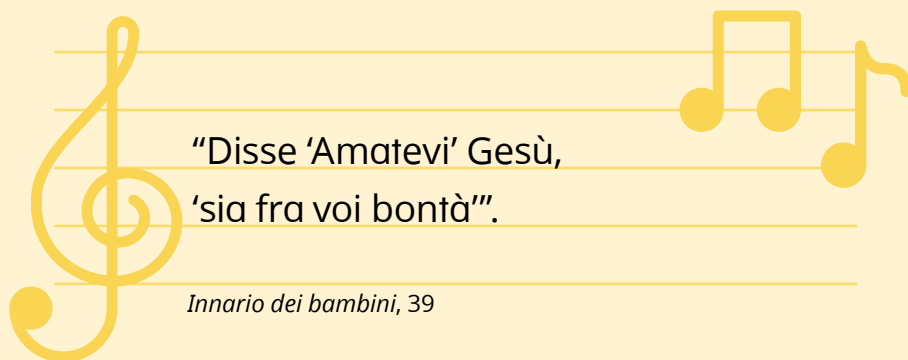 “Disse ‘Amatevi’ Gesù,
‘sia fra voi bontà’”.
Innario dei bambini, 39